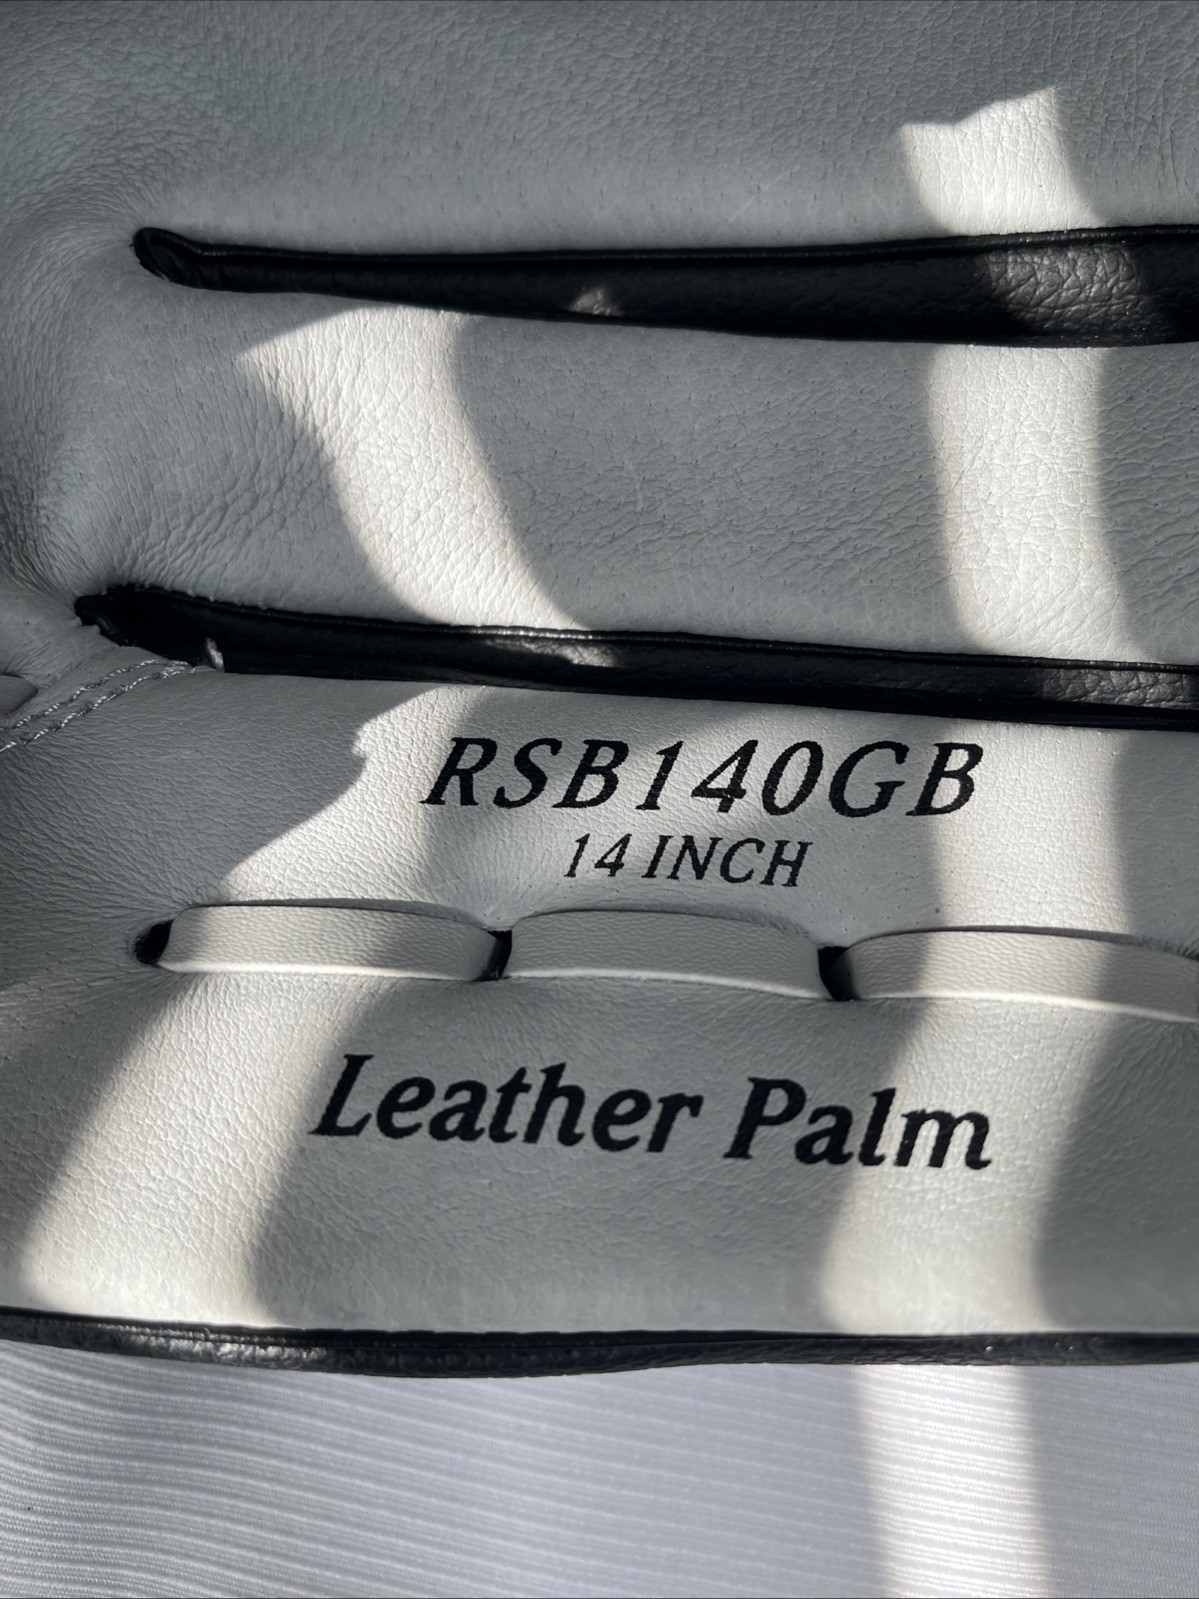 RSB140GB
14 INCH
Leather Palm